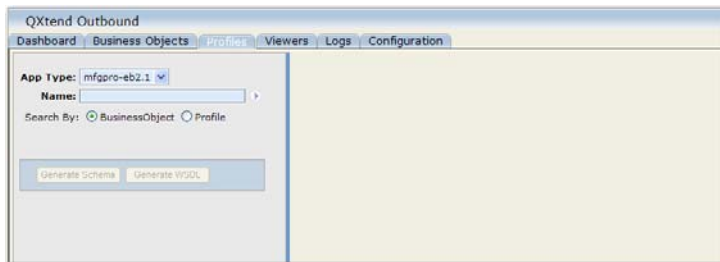 QXtend Outbound
Dashboard Business Objects Profiles Viewers Logs Configuration
App Type: mfgpro-eb2.1
Name:
Search By: BusinessObject Profile
Generate Schema Generate WSDL